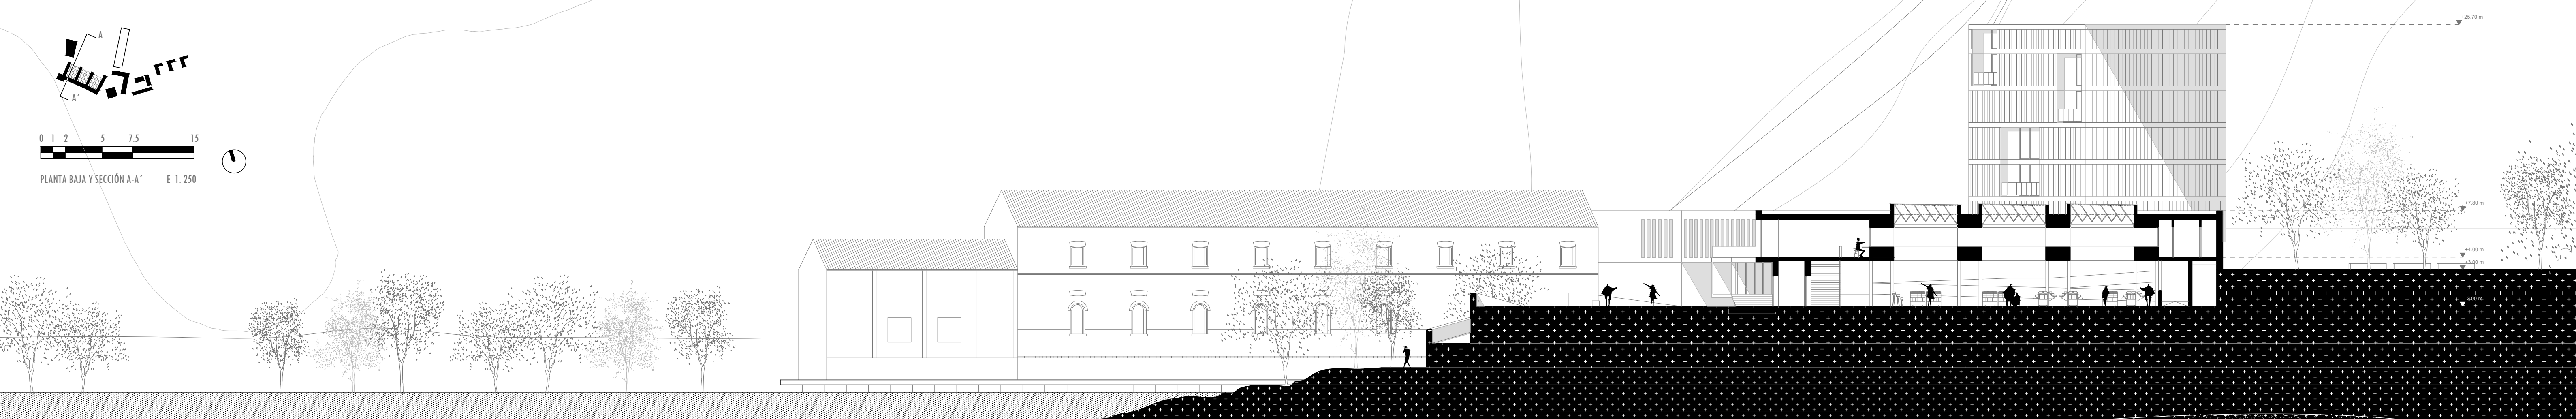 A
A´
0 1 2 5 7.5 15
PLANTA BAJA Y SECCIÓN A-A´ E 1. 250
+25.70 m
+7.80 m
+4.00 m
+3.00 m